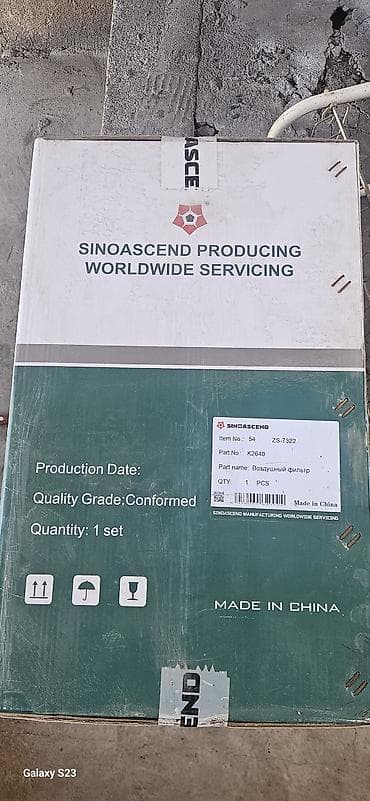 ASCE
SINOASCEND PRODUCING
WORLDWIDE SERVICING
SINOASCEND
Item No.: 54 ZS-7322
Part No.: K2640
Part name: Воздушный фильтр
QTY: 1 PCS
Made in China
SINOASCEND MANUFACTURING WORLDWIDE SERVICING
Production Date:
Quality Grade:Conformed
Quantity: 1 set
MADE IN CHINA
END
Galaxy S23